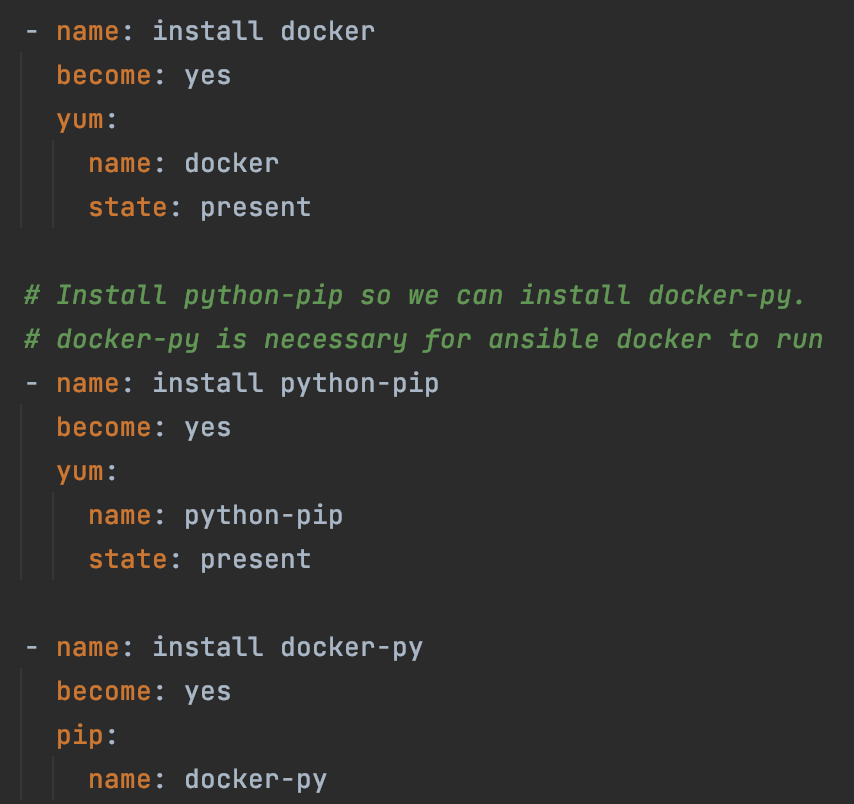 - name: install docker
  become: yes
  yum:
    name: docker
    state: present

# Install python-pip so we can install docker-py.
# docker-py is necessary for ansible docker to run
- name: install python-pip
  become: yes
  yum:
    name: python-pip
    state: present

- name: install docker-py
  become: yes
  pip:
    name: docker-py